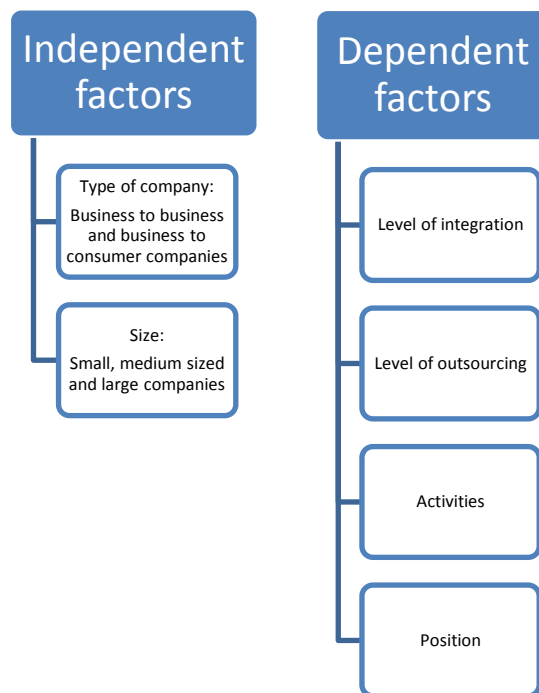 Independent
factors
Type of company:
Business to business
and business to
consumer companies
Size:
Small, medium sized
and large companies
Dependent
factors
Level of integration
Level of outsourcing
Activities
Position